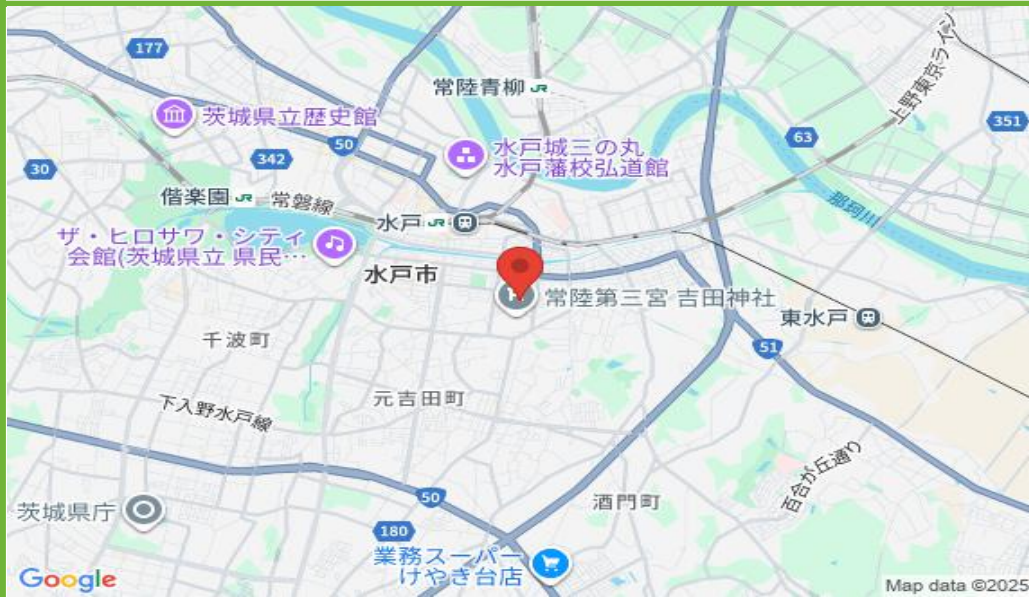 177
常陸青柳 JR
上野東京ライン
茨城県立歴史館
351
63
50
水戸城三の丸
水戸藩校弘道館
342
30
偕楽園 JR
常磐線
那珂川
水戸 JR
ザ・ヒロサワ・シティ
会館(茨城県立 県民…
水戸市
常陸第三宮 吉田神社
東水戸
千波町
51
元吉田町
下入野水戸線
百合が丘通り
50
酒門町
茨城県庁
180
業務スーパー
けやき台店
Google
Map data ©2025